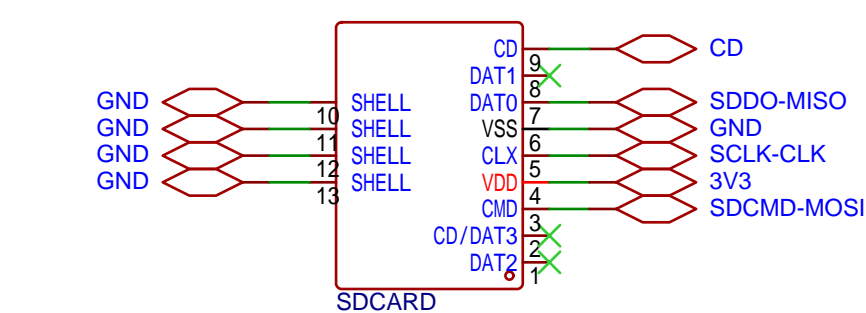 CD CD
9
DAT1
8
GND SHELL DAT0 SDDO-MISO
10 7
GND SHELL VSS GND
11 6
GND SHELL CLX SCLK-CLK
12 5
GND SHELL VDD 3V3
13 4
CMD SDCMD-MOSI
3
CD/DAT3
2
DAT2
1
SDCARD